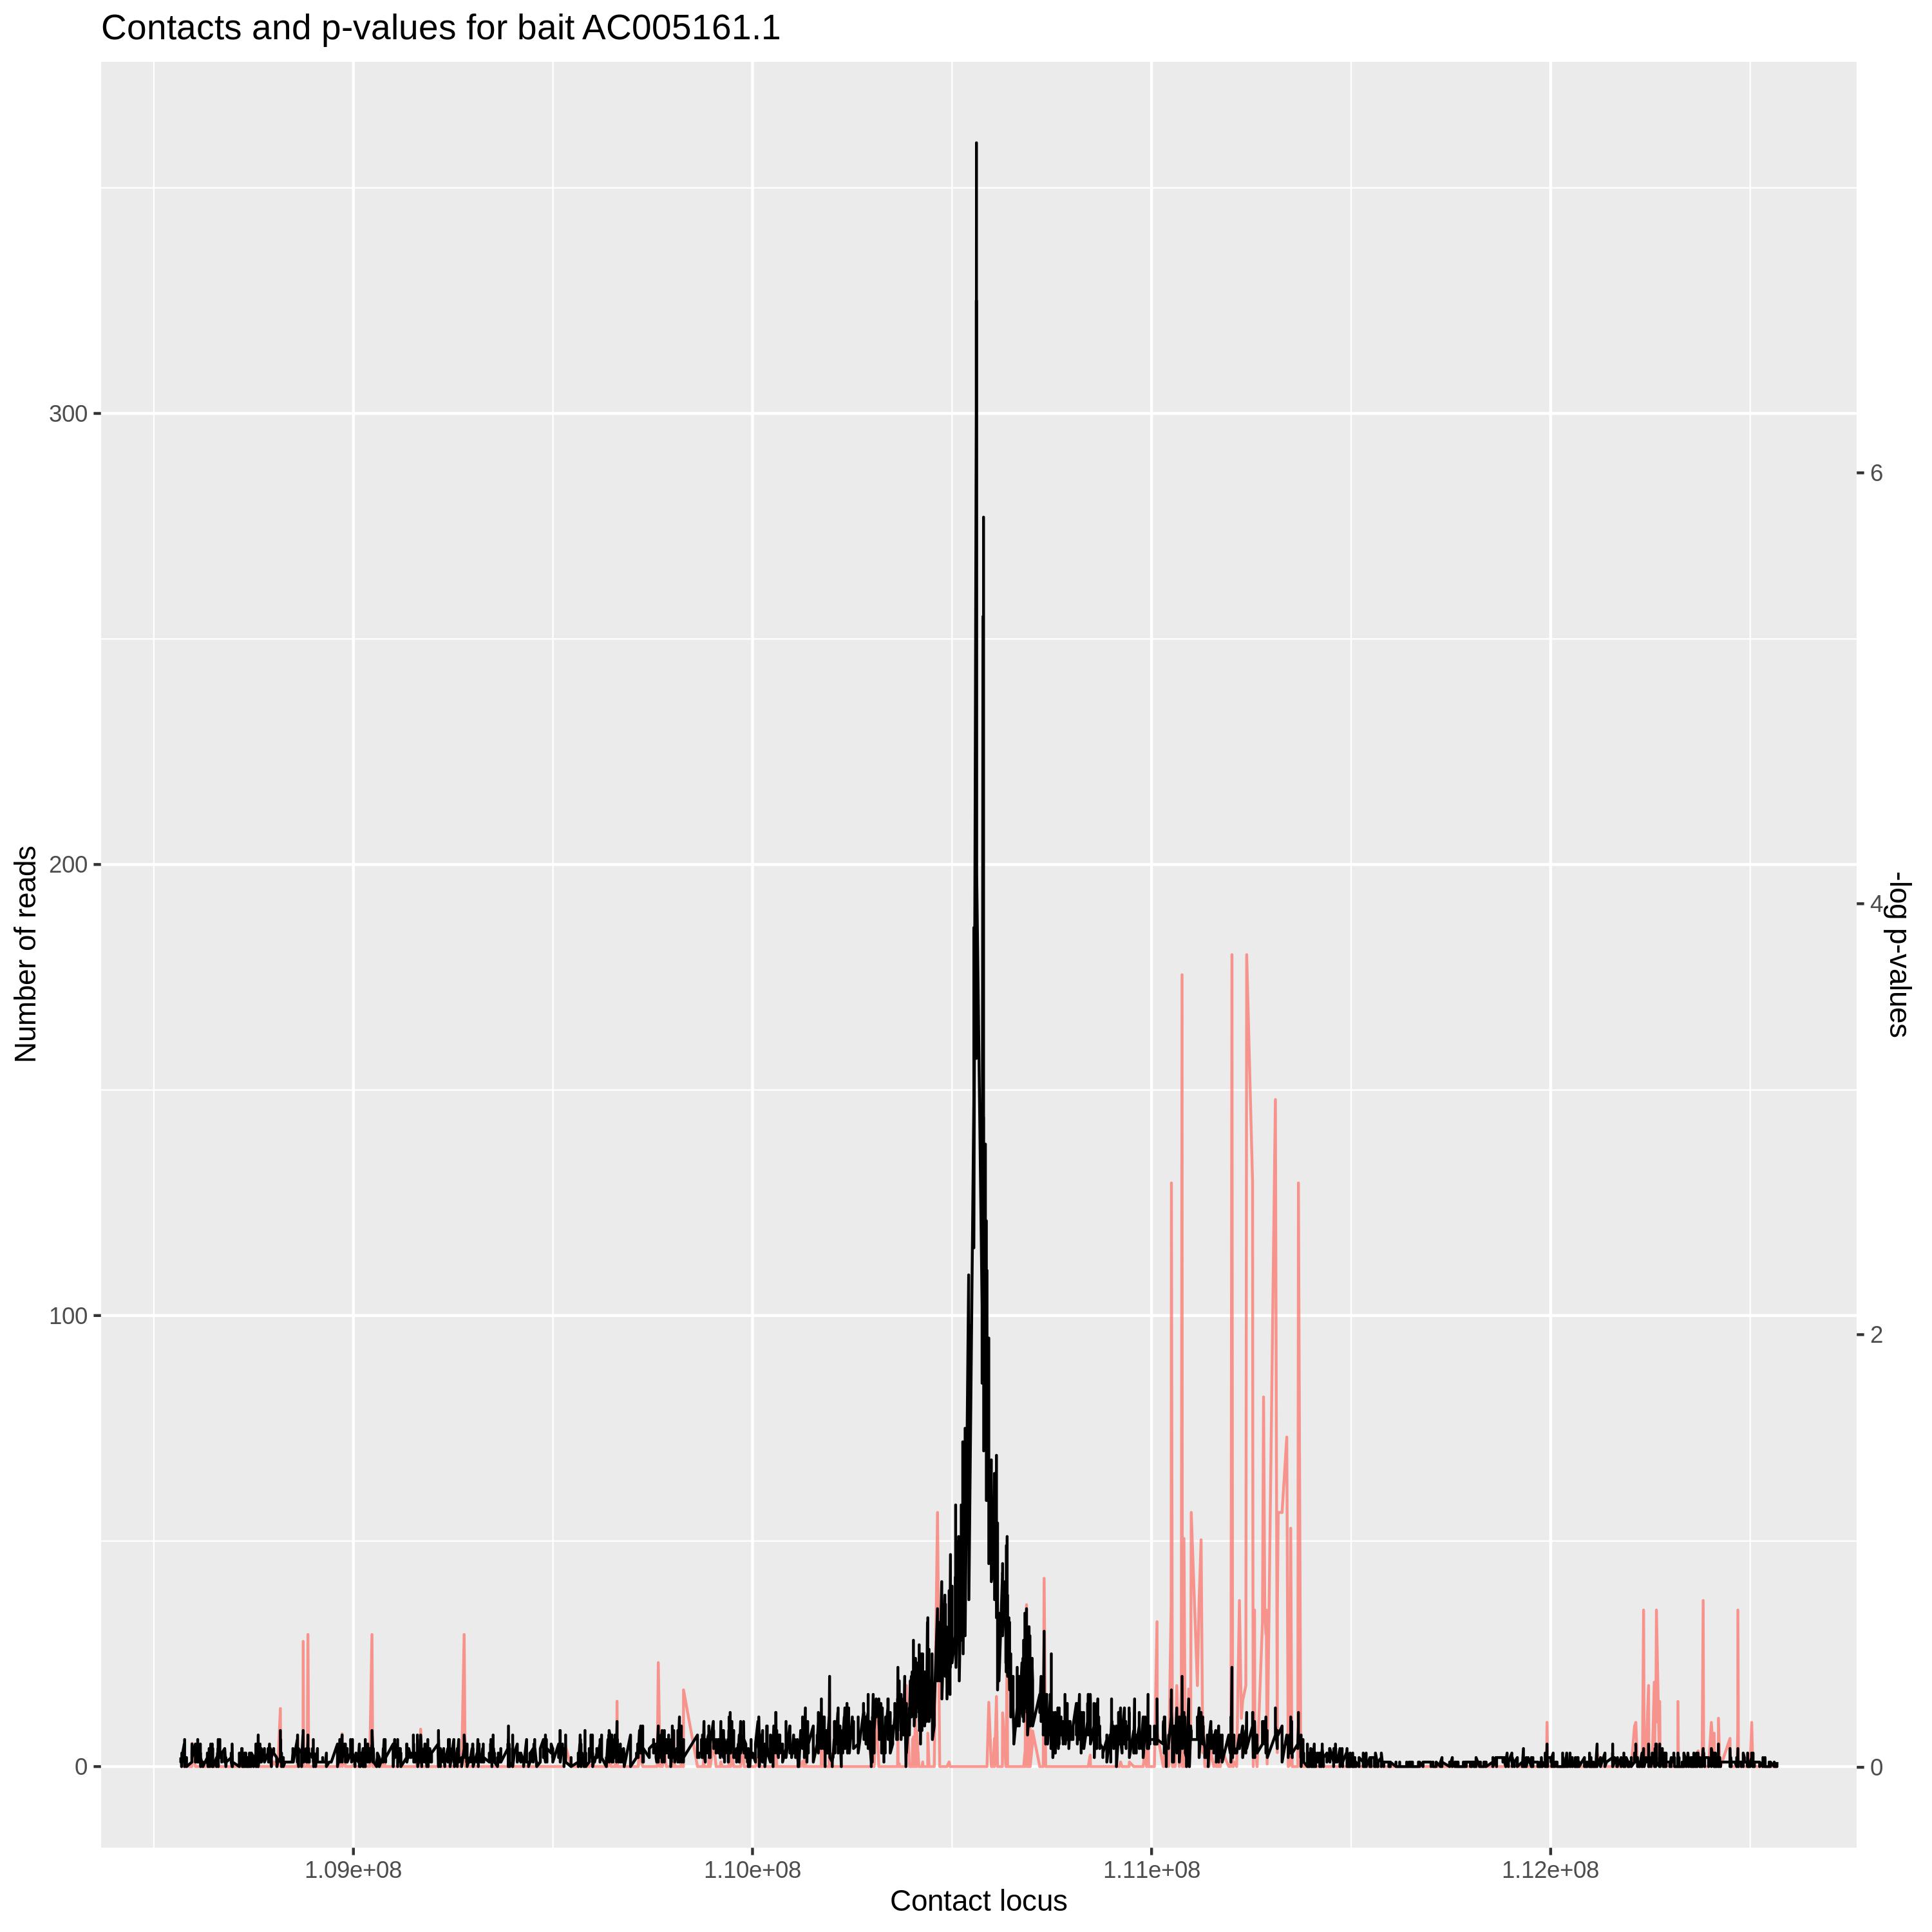 Contacts and p-values for bait AC005161.1
Number of reads
300
200
100
0
6
4
2
0
-log p-values
1.09e+08
1.10e+08
1.11e+08
1.12e+08
Contact locus